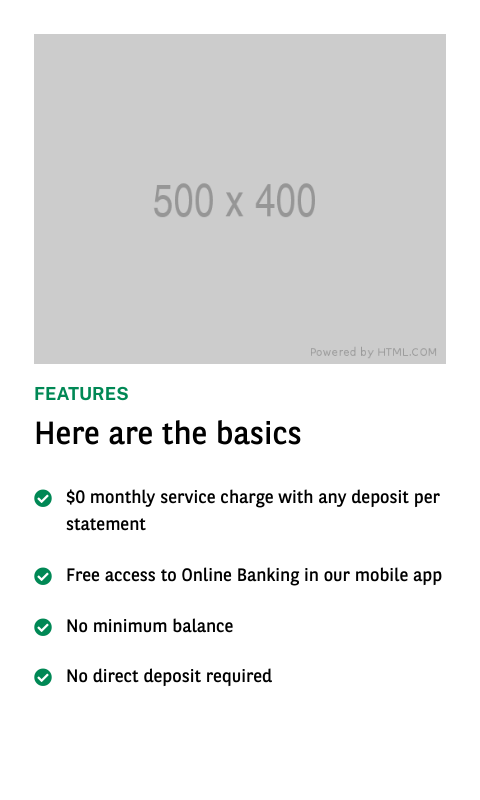 500 x 400
Powered by HTML.COM
FEATURES
Here are the basics
$0 monthly service charge with any deposit per
statement
Free access to Online Banking in our mobile app
No minimum balance
No direct deposit required